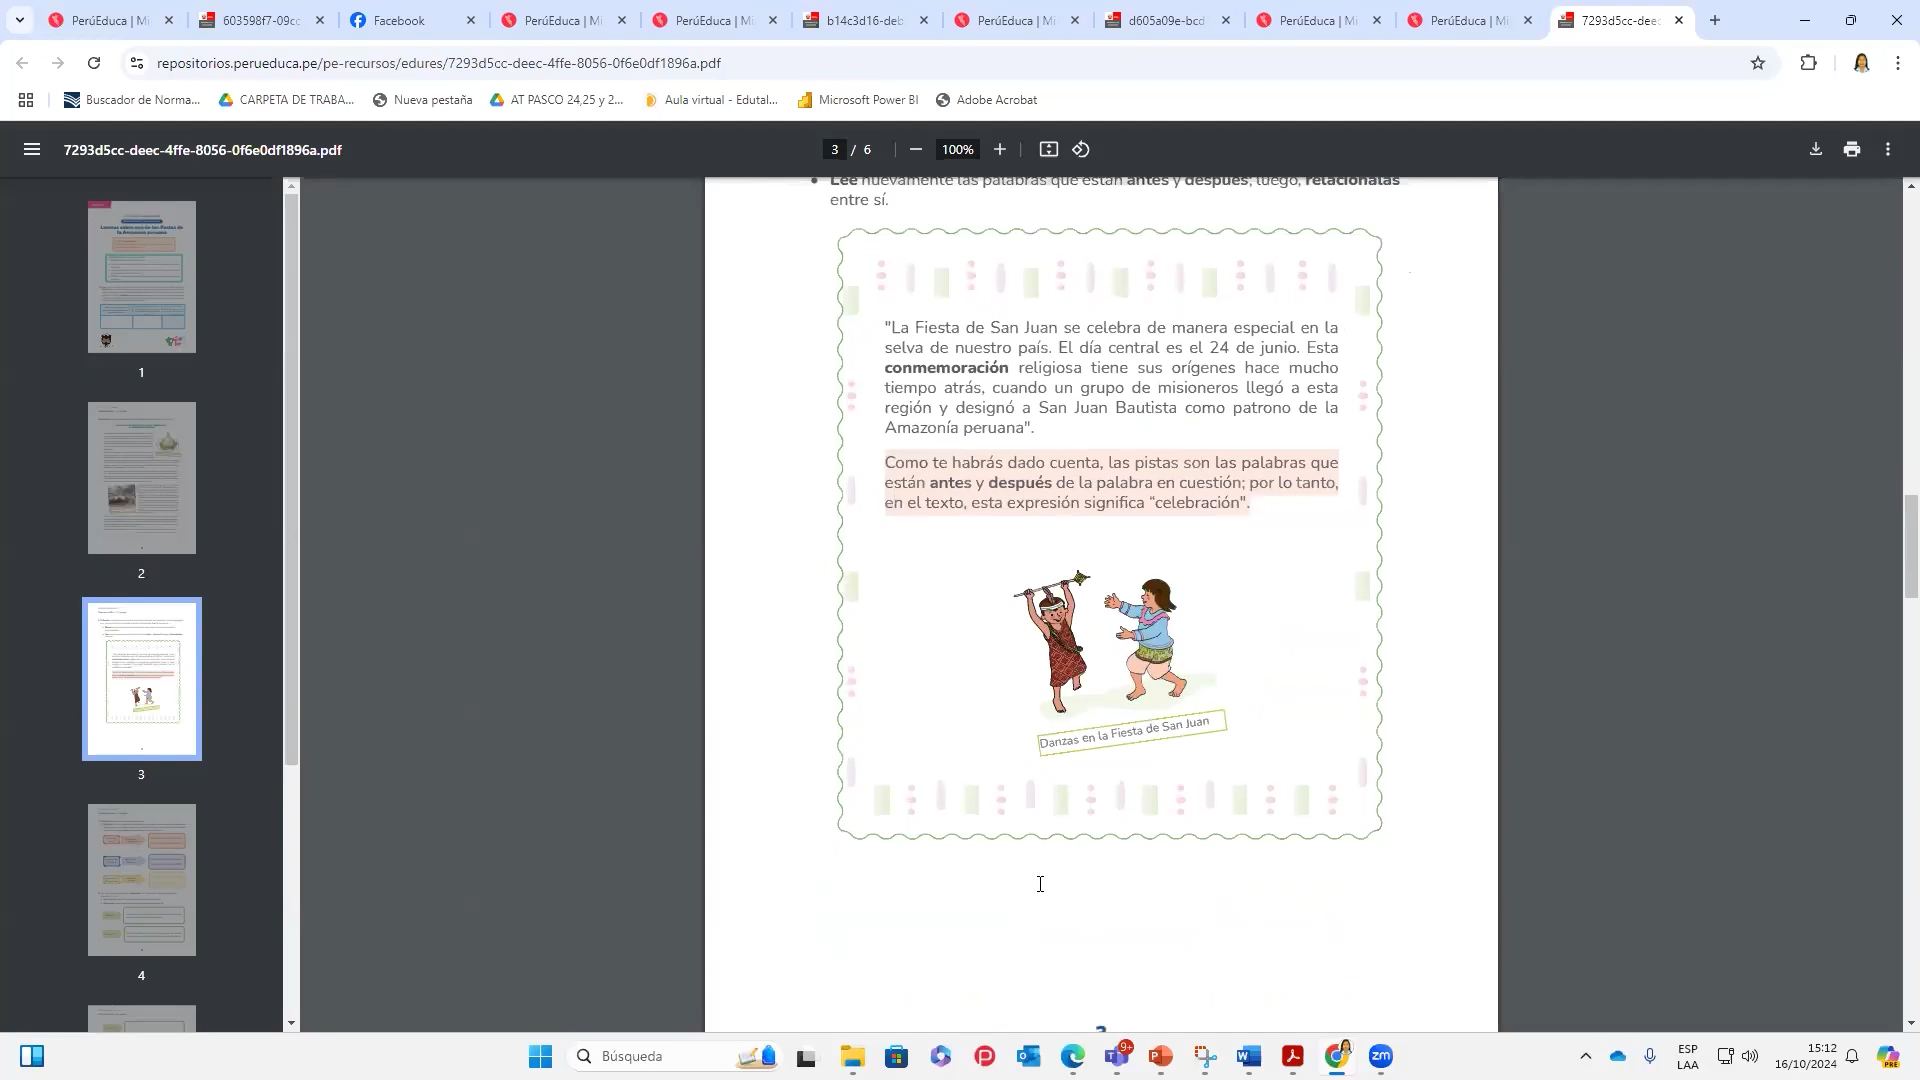 PerúEduca | Mi
603598f7-09cc
Facebook
PerúEduca | Mi
PerúEduca | Mi
b14c3d16-deb
PerúEduca | Mi
d605a09e-bcd
PerúEduca | Mi
PerúEduca | Mi
7293d5cc-deec
repositorios.perueduca.pe/pe-recursos/edures/7293d5cc-deec-4ffe-8056-0f6e0df1896a.pdf
Buscador de Norma...
CARPETA DE TRABA...
Nueva pestaña
AT PASCO 24,25 y 2...
Aula virtual - Edutal...
Microsoft Power BI
Adobe Acrobat
7293d5cc-deec-4ffe-8056-0f6e0df1896a.pdf
3 / 6
100%
1
2
3
4
Lee nuevamente las palabras que están antes y después; luego, relaciónalas
entre sí.
"La Fiesta de San Juan se celebra de manera especial en la
selva de nuestro país. El día central es el 24 de junio. Esta
conmemoración religiosa tiene sus orígenes hace mucho
tiempo atrás, cuando un grupo de misioneros llegó a esta
región y designó a San Juan Bautista como patrono de la
Amazonía peruana".
Como te habrás dado cuenta, las pistas son las palabras que
están antes y después de la palabra en cuestión; por lo tanto,
en el texto, esta expresión significa “celebración".
Danzas en la Fiesta de San Juan
3
Búsqueda
9+
zm
ESP
LAA
15:12
16/10/2024
PRE